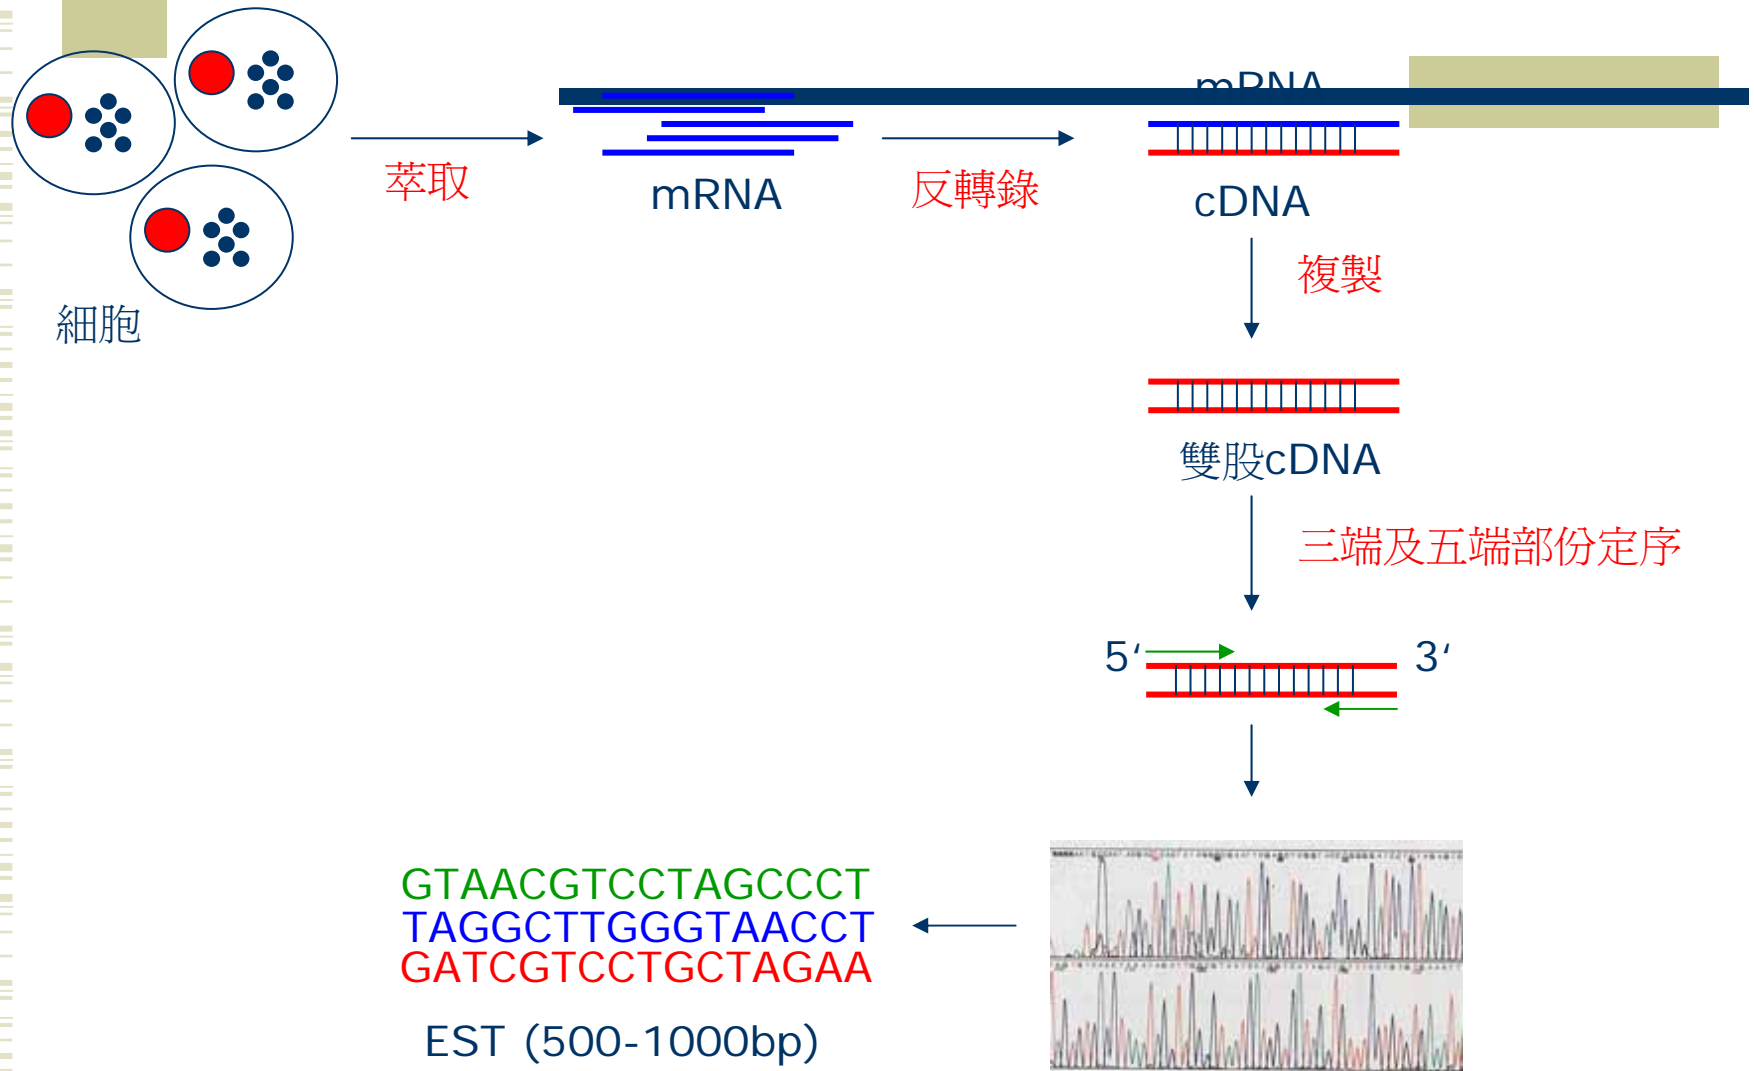 細胞
萃取
mRNA
反轉錄
mRNA
cDNA
複製
雙股cDNA
三端及五端部份定序
5‘
3‘
GTAACGTCCTAGCCCT
TAGGCTTGGGTAACCT
GATCGTCCTGCTAGAA
EST (500-1000bp)